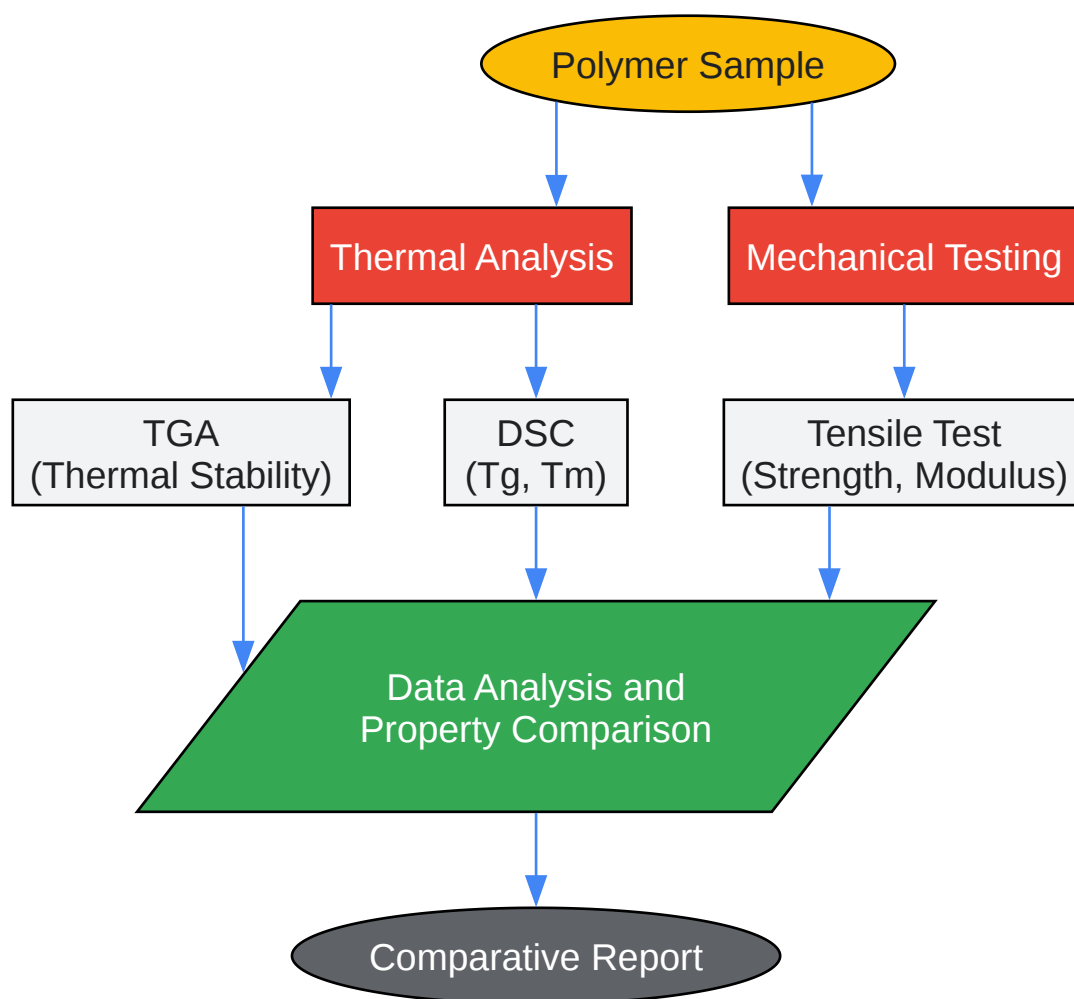 Polymer Sample
Thermal Analysis
Mechanical Testing
TGA
(Thermal Stability)
DSC
(Tg, Tm)
Tensile Test
(Strength, Modulus)
Data Analysis and
Property Comparison
Comparative Report